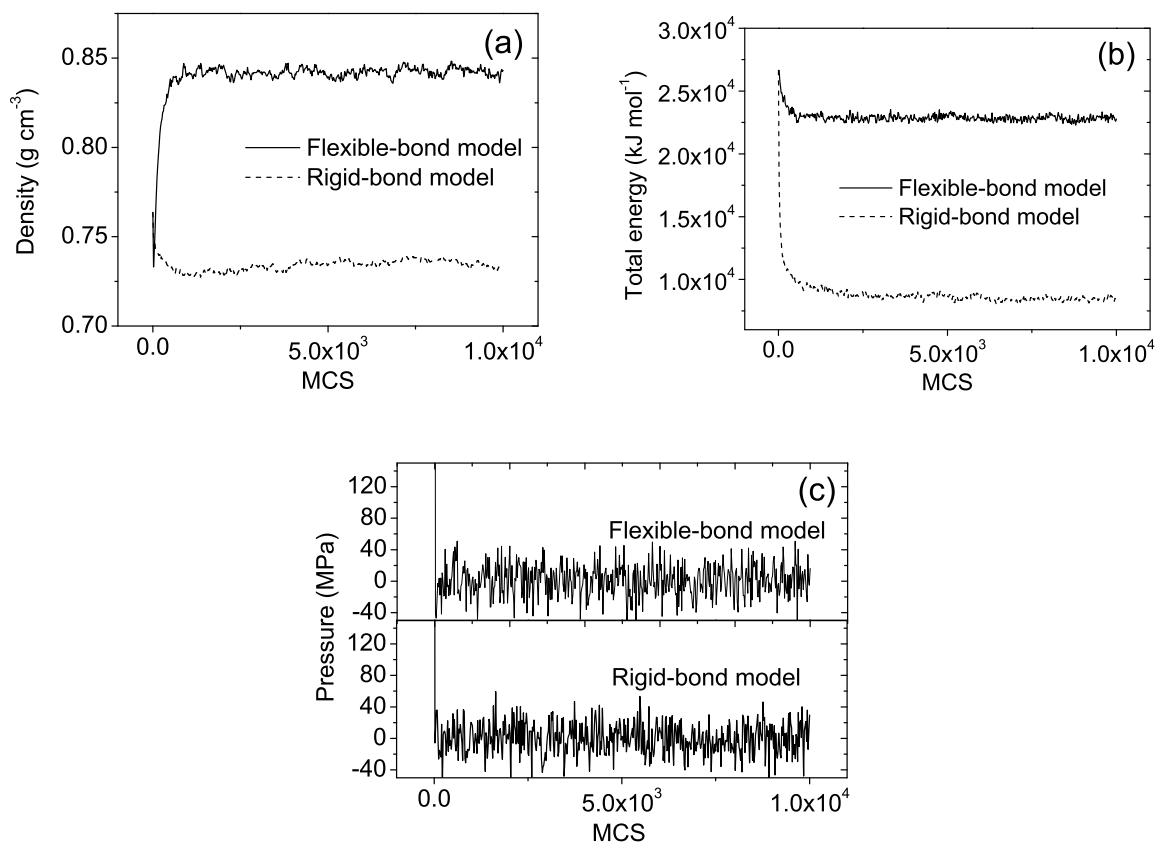 (a)
Density (g cm⁻³)
0.85
0.80
0.75
0.70
Flexible-bond model
Rigid-bond model
0.0 5.0x10³ 1.0x10⁴
MCS
(b)
Total energy (kJ mol⁻¹)
3.0x10⁴
2.5x10⁴
2.0x10⁴
1.5x10⁴
1.0x10⁴
Flexible-bond model
Rigid-bond model
0.0 5.0x10³ 1.0x10⁴
MCS
(c)
Pressure (MPa)
120
80
40
0
-40
Flexible-bond model
120
80
40
0
-40
Rigid-bond model
0.0 5.0x10³ 1.0x10⁴
MCS